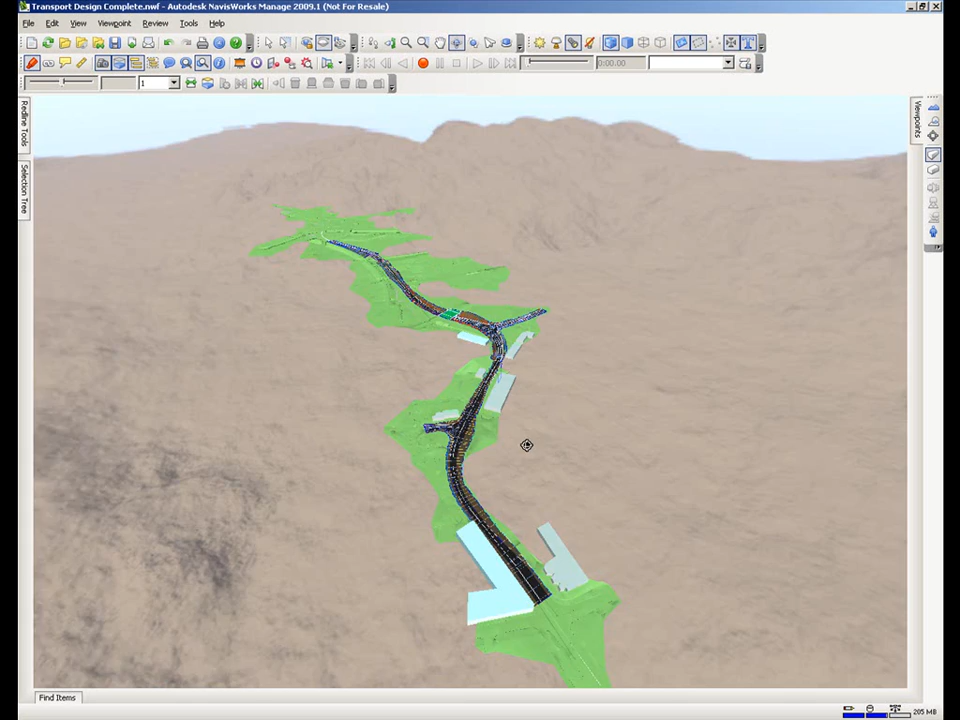 Transport Design Complete.nwf - Autodesk NavisWorks Manage 2009.1 (Not For Resale)
File Edit View Viewpoint Review Tools Help
0:00.00
1
Redline Tools
Selection Tree
Viewpoints
Find Items
205 MB